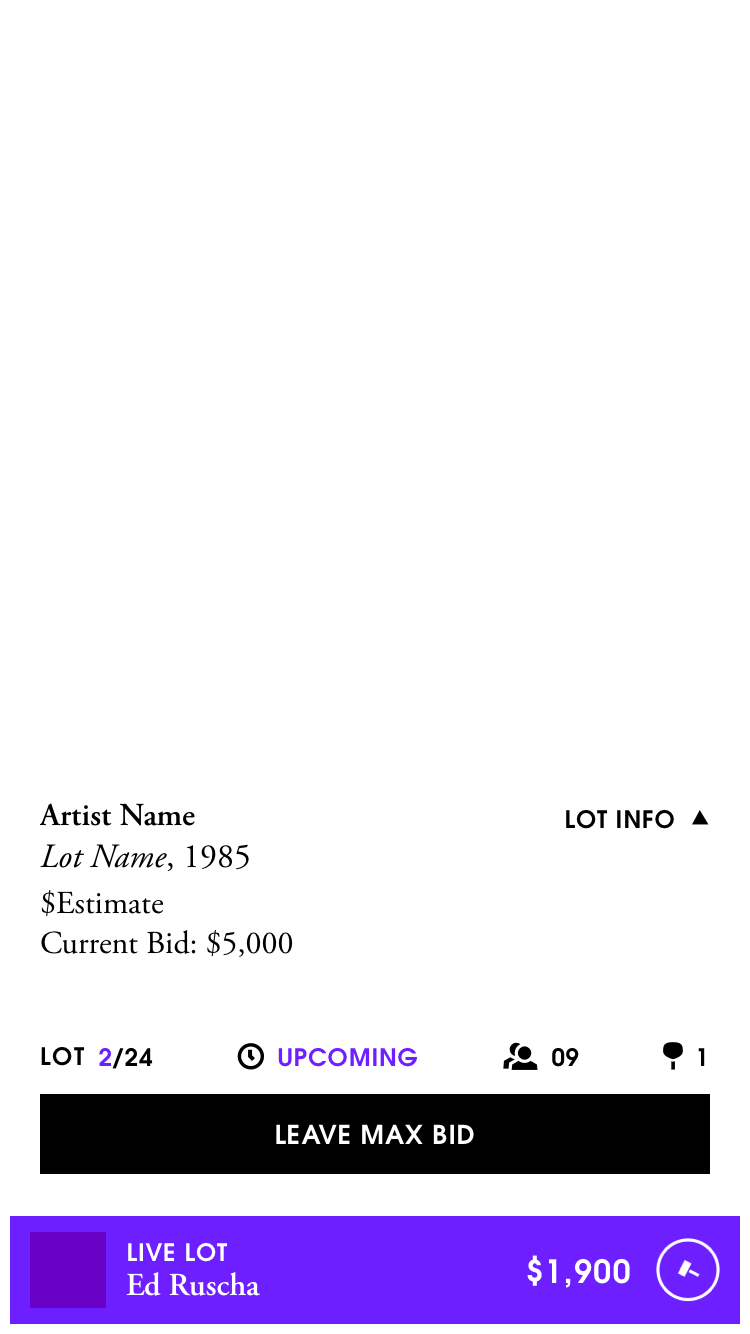 Artist Name
LOT INFO
Lot Name, 1985
$Estimate
Current Bid: $5,000
LOT 2/24
UPCOMING
09
1
LEAVE MAX BID
LIVE LOT
Ed Ruscha
$1,900